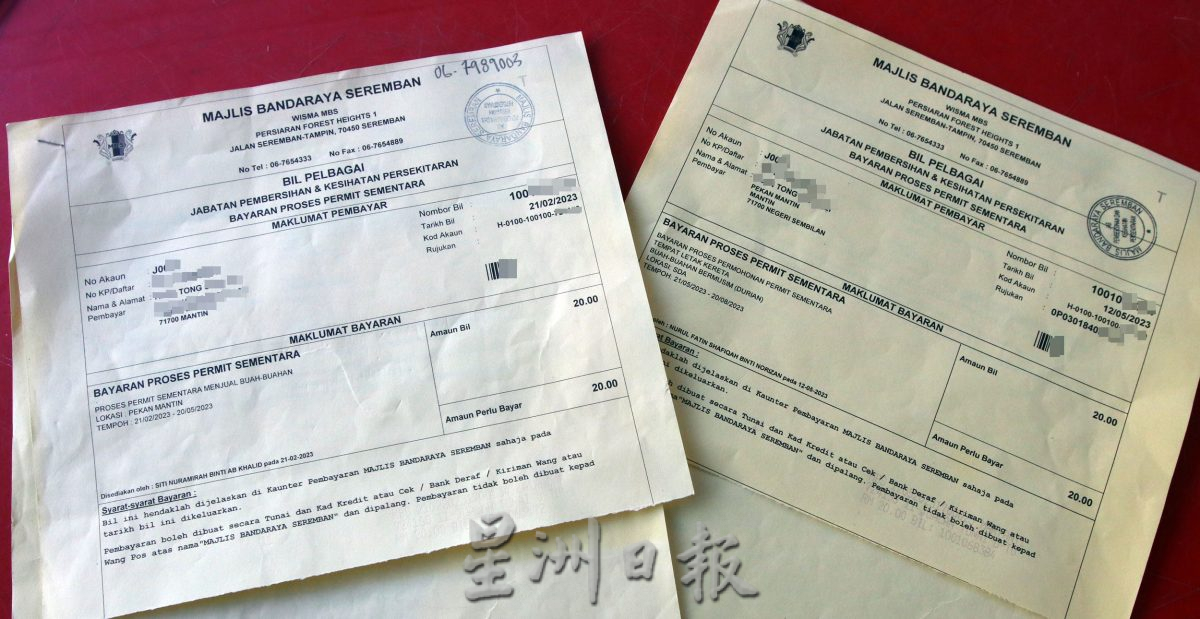 06-7989003
MAJLIS BANDARAYA SEREMBAN
WISMA MBS
PERSIARAN FOREST HEIGHTS 1
JALAN SEREMBAN-TAMPIN, 70450 SEREMBAN
No Tel : 06-7654333 No Fax : 06-7654889
T
BIL PELBAGAI
JABATAN PEMBERSIHAN & KESIHATAN PERSEKITARAN
BAYARAN PROSES PERMIT SEMENTARA
MAKLUMAT PEMBAYAR
No Akaun : J00
No KP/Daftar :
Nama & Alamat : TONG
Pembayar
71700 MANTIN
Nombor Bil : 100
Tarikh Bil : 21/02/2023
Kod Akaun : H-0100-100100-
Rujukan :
MAKLUMAT BAYARAN
BAYARAN PROSES PERMIT SEMENTARA
PROSES PERMIT SEMENTARA MENJUAL BUAH-BUAHAN
LOKASI : PEKAN MANTIN
TEMPOH : 21/02/2023 - 20/05/2023
Amaun Bil 20.00
Amaun Perlu Bayar 20.00
Disediakan oleh : SITI NURAMIRAH BINTI AB KHALID pada 21-02-2023
Syarat-syarat Bayaran :
Bil ini hendaklah dijelaskan di Kaunter Pembayaran MAJLIS BANDARAYA SEREMBAN sahaja pada
tarikh bil ini dikeluarkan.
Pembayaran boleh dibuat secara Tunai dan Kad Kredit atau Cek / Bank Deraf / Kiriman Wang atau
Wang Pos atas nama"MAJLIS BANDARAYA SEREMBAN" dan dipalang. Pembayaran tidak boleh dibuat kepad
MAJLIS BANDARAYA SEREMBAN
WISMA MBS
PERSIARAN FOREST HEIGHTS 1
JALAN SEREMBAN-TAMPIN, 70450 SEREMBAN
No Tel : 06-7654333 No Fax : 06-7654889
T
BIL PELBAGAI
JABATAN PEMBERSIHAN & KESIHATAN PERSEKITARAN
BAYARAN PROSES PERMIT SEMENTARA
MAKLUMAT PEMBAYAR
MAJLIS BANDARAYA SEREMBAN
No Akaun : J00
No KP/Daftar :
Nama & Alamat : TONG
Pembayar
PEKAN MANTIN
MANTIN
71700 NEGERI SEMBILAN
Nombor Bil : 10010
Tarikh Bil : 12/05/2023
Kod Akaun : H-0100-100100-
Rujukan : 0P0301840
MAKLUMAT BAYARAN
BAYARAN PROSES PERMIT SEMENTARA
BAYARAN PROSES PERMOHONAN PERMIT SEMENTARA
TEMPAT LETAK KERETA
BUAH-BUAHAN BERMUSIM (DURIAN)
LOKASI: SDA
TEMPOH: 21/05/2023 - 20/08/2023
Amaun Bil 20.00
Amaun Perlu Bayar 20.00
oleh : NURUL FATIN SHAFIQAH BINTI NORIZAN pada 12-05-2023
Bayaran :
hendaklah dijelaskan di Kaunter Pembayaran MAJLIS BANDARAYA SEREMBAN sahaja pada
dikeluarkan.
dibuat secara Tunai dan Kad Kredit atau Cek / Bank Deraf / Kiriman Wang atau
nama"MAJLIS BANDARAYA SEREMBAN" dan dipalang. Pembayaran tidak boleh dibuat kepad
星洲日報